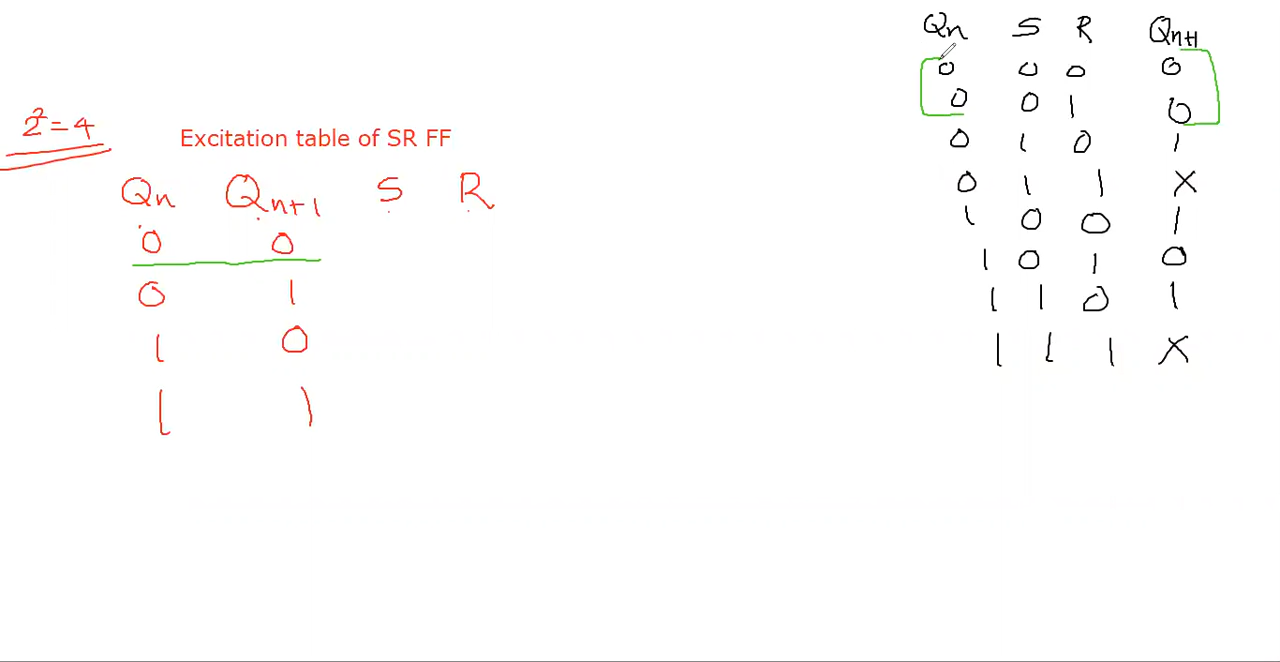 2²=4
Excitation table of SR FF
Qn Qn+1 S R
0 0
0 1
1 0
1 1
Qn S R Qn+1
0 0 0 0
0 0 1 0
0 1 0 1
0 1 1 X
1 0 0 1
1 0 1 0
1 1 0 1
1 1 1 X